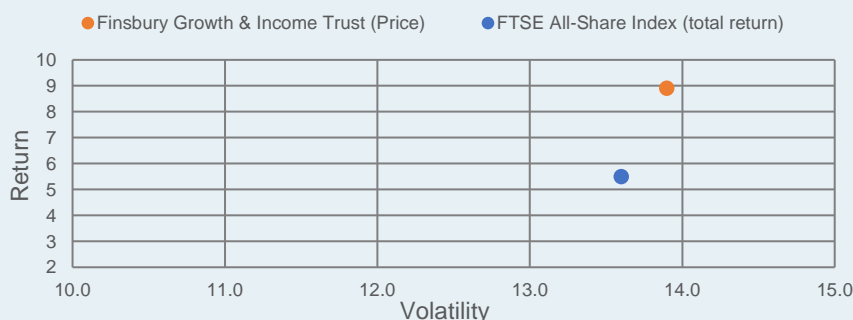 Finsbury Growth & Income Trust (Price) FTSE All-Share Index (total return)
10
9
8
7
6
5
4
3
2
Return
10.0 11.0 12.0 13.0 14.0 15.0
Volatility